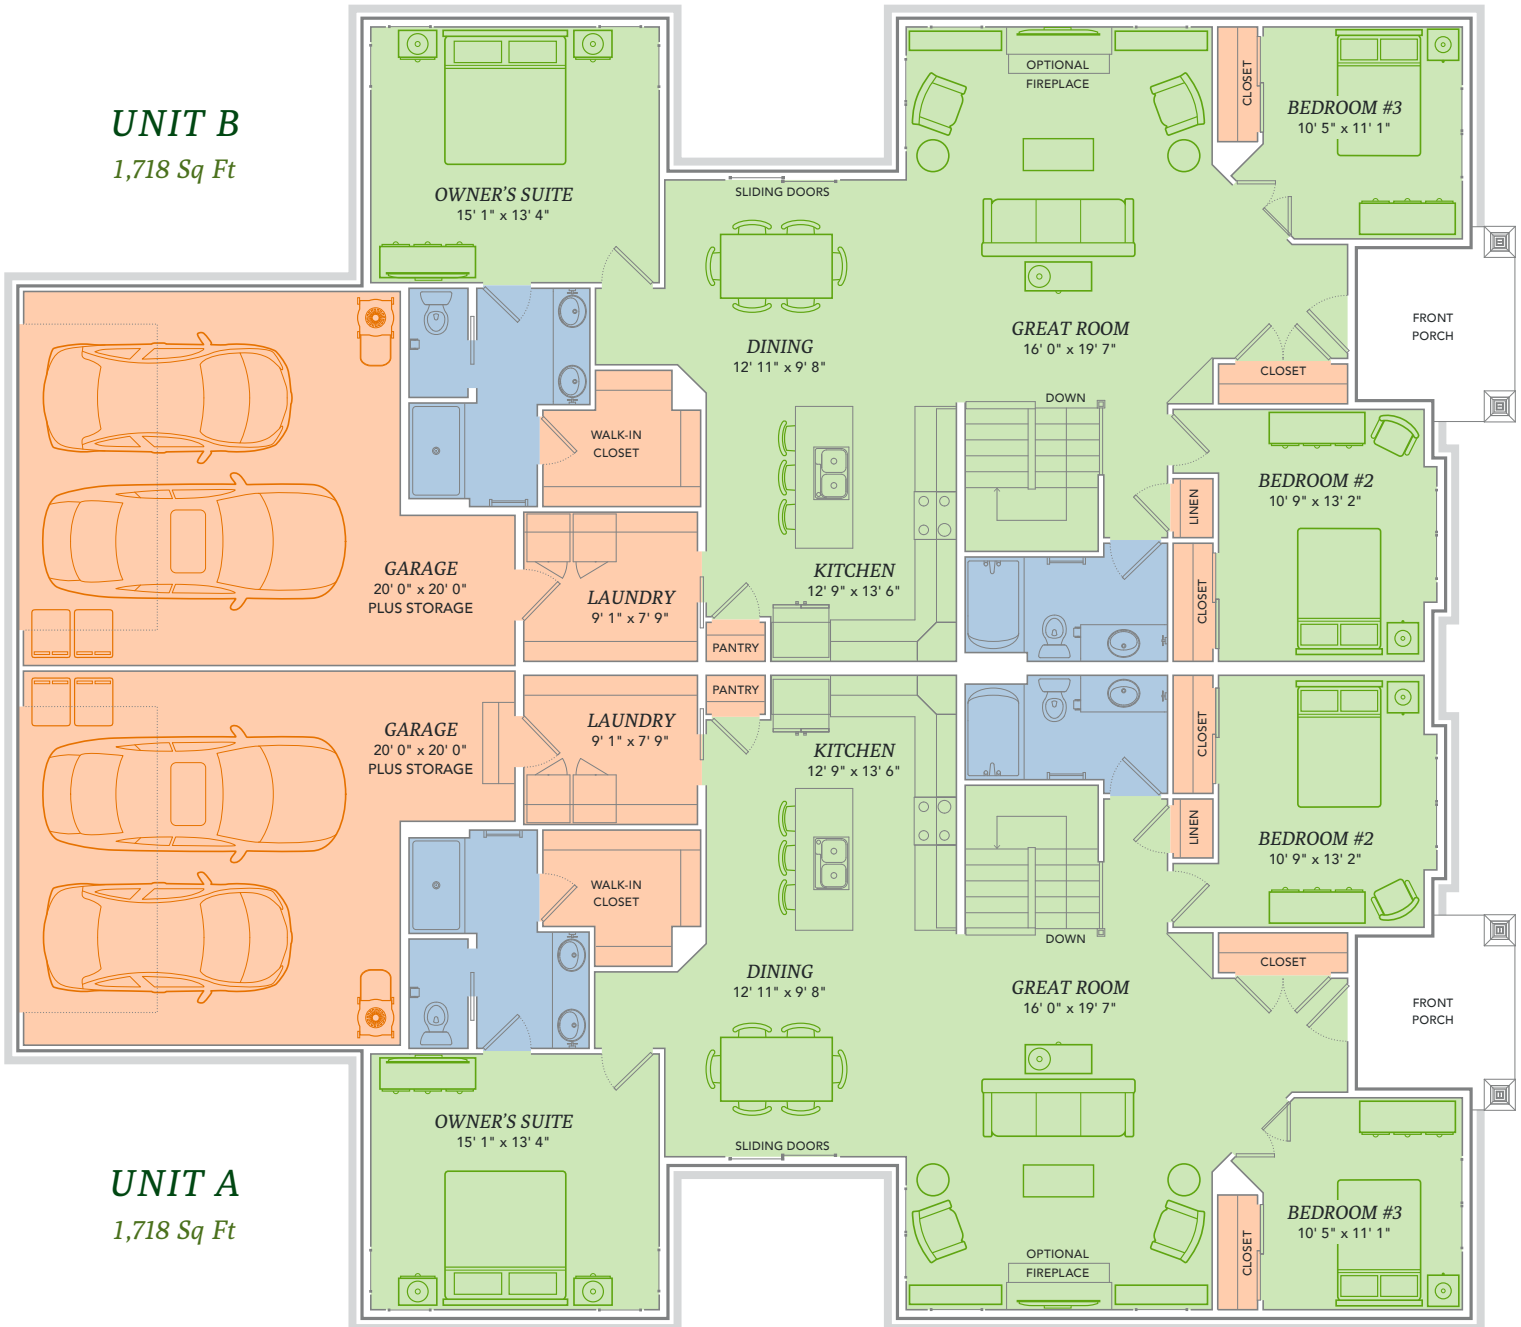 UNIT B
1,718 Sq Ft
OWNER'S SUITE
15' 1" x 13' 4"
SLIDING DOORS
OPTIONAL
FIREPLACE
CLOSET
BEDROOM #3
10' 5" x 11' 1"
DINING
12' 11" x 9' 8"
GREAT ROOM
16' 0" x 19' 7"
FRONT
PORCH
CLOSET
DOWN
WALK-IN
CLOSET
BEDROOM #2
10' 9" x 13' 2"
LINEN
GARAGE
20' 0" x 20' 0"
PLUS STORAGE
LAUNDRY
9' 1" x 7' 9"
KITCHEN
12' 9" x 13' 6"
CLOSET
PANTRY
PANTRY
GARAGE
20' 0" x 20' 0"
PLUS STORAGE
LAUNDRY
9' 1" x 7' 9"
KITCHEN
12' 9" x 13' 6"
CLOSET
LINEN
BEDROOM #2
10' 9" x 13' 2"
WALK-IN
CLOSET
DOWN
CLOSET
DINING
12' 11" x 9' 8"
GREAT ROOM
16' 0" x 19' 7"
FRONT
PORCH
OWNER'S SUITE
15' 1" x 13' 4"
SLIDING DOORS
UNIT A
1,718 Sq Ft
OPTIONAL
FIREPLACE
CLOSET
BEDROOM #3
10' 5" x 11' 1"